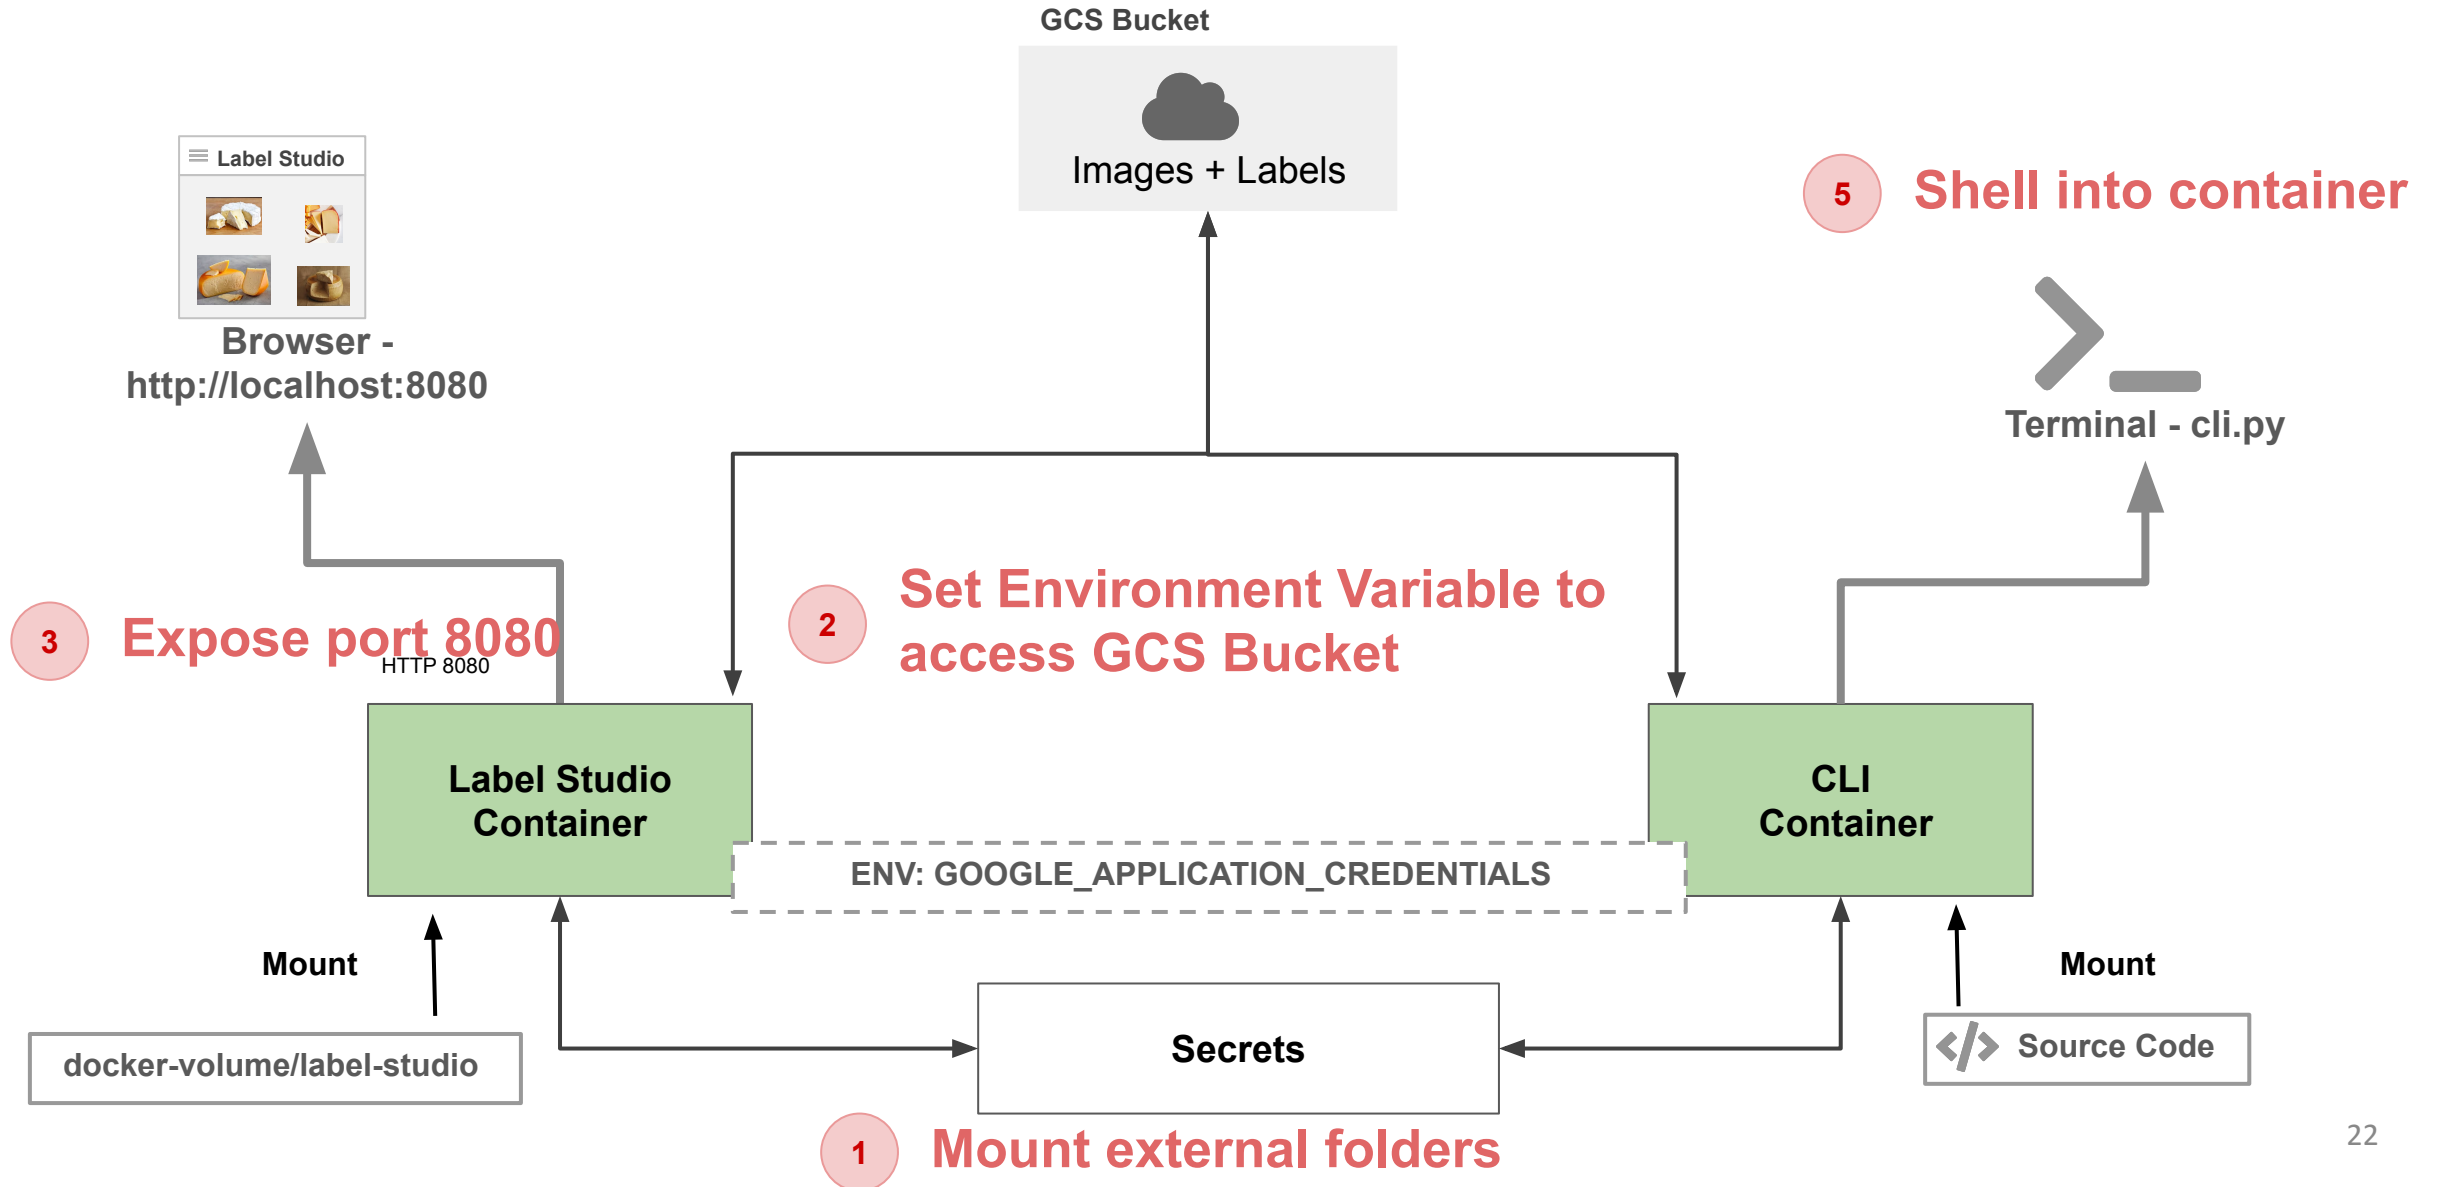 GCS Bucket
Images + Labels
Label Studio
Browser -
http://localhost:8080
5
Shell into container
Terminal - cli.py
3
Expose port 8080
HTTP 8080
2
Set Environment Variable to
access GCS Bucket
Label Studio
Container
CLI
Container
ENV: GOOGLE_APPLICATION_CREDENTIALS
Mount
Mount
docker-volume/label-studio
Secrets
</> Source Code
1
Mount external folders
22